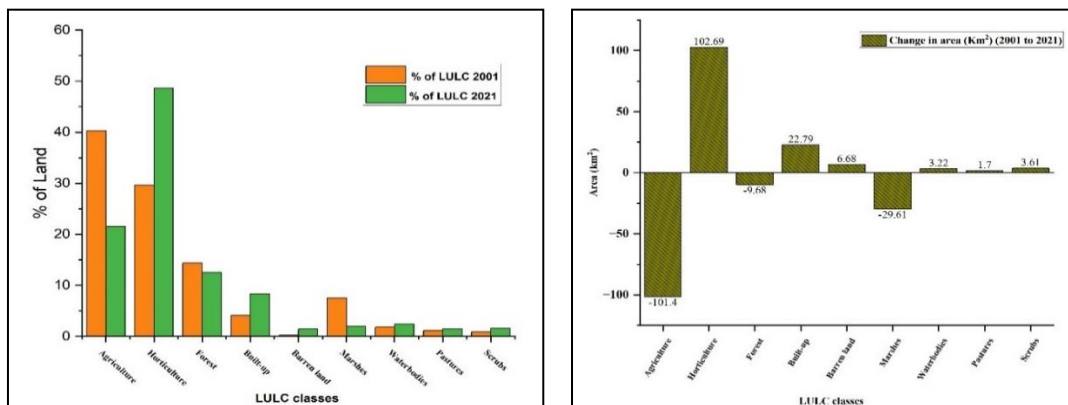 60
50
40
30
20
10
0
% of Land
% of LULC 2001
% of LULC 2021
Agriculture
Horticulture
Forest
Built-up
Barren land
Marshes
Waterbodies
Pastures
Scrubs
LULC classes
100
50
0
−50
−100
Area (km²)
Change in area (Km²) (2001 to 2021)
102.69
22.79
6.68
3.22
1.7
3.61
-9.68
-29.61
-101.4
Agriculture
Horticulture
Forest
Built-up
Barren land
Marshes
Waterbodies
Pastures
Scrubs
LULC classes